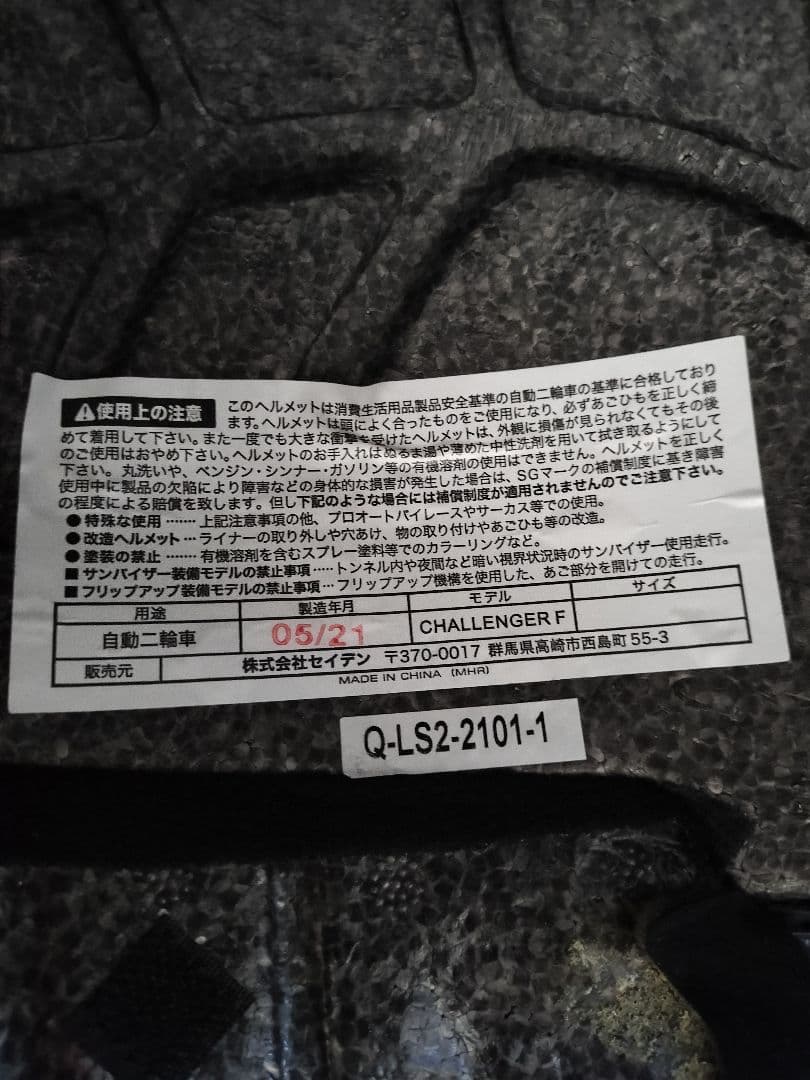 ⚠使用上の注意
このヘルメットは消費生活用品製品安全基準の自動二輪車の基準に合格しており
ます。ヘルメットは頭によく合ったものをご使用になり、必ずあごひもを正しく締
めて着用して下さい。また一度でも大きな衝撃を受けたヘルメットは、外観に損傷が見られなくてもその後
のご使用はおやめ下さい。ヘルメットのお手入れはぬるま湯や薄めた中性洗剤を用いて拭き取るようにして
下さい。丸洗いや、ベンジン・シンナー・ガソリン等の有機溶剤の使用はできません。ヘルメットを正しく
使用中に製品の欠陥により障害などの身体的な損害が発生した場合は、SGマークの補償制度に基き障害
の程度による賠償を致します。但し下記のような場合には補償制度が適用されませんのでご注意下さい。
●特殊な使用……上記注意事項の他、プロオートバイレースやサーカス等での使用。
●改造ヘルメット…ライナーの取り外しや穴あけ、物の取り付けやあごひも等の改造。
●塗装の禁止……有機溶剤を含むスプレー塗料等でのカラーリングなど。
■サンバイザー装備モデルの禁止事項……トンネル内や夜間など暗い視界状況時のサンバイザー使用走行。
■フリップアップ装備モデルの禁止事項…フリップアップ機構を使用した、あご部分を開けての走行。
用途 製造年月 モデル サイズ
自動二輪車 05/21 CHALLENGER F
販売元 株式会社セイデン 〒370-0017 群馬県高崎市西島町55-3
MADE IN CHINA (MHR)
Q-LS2-2101-1